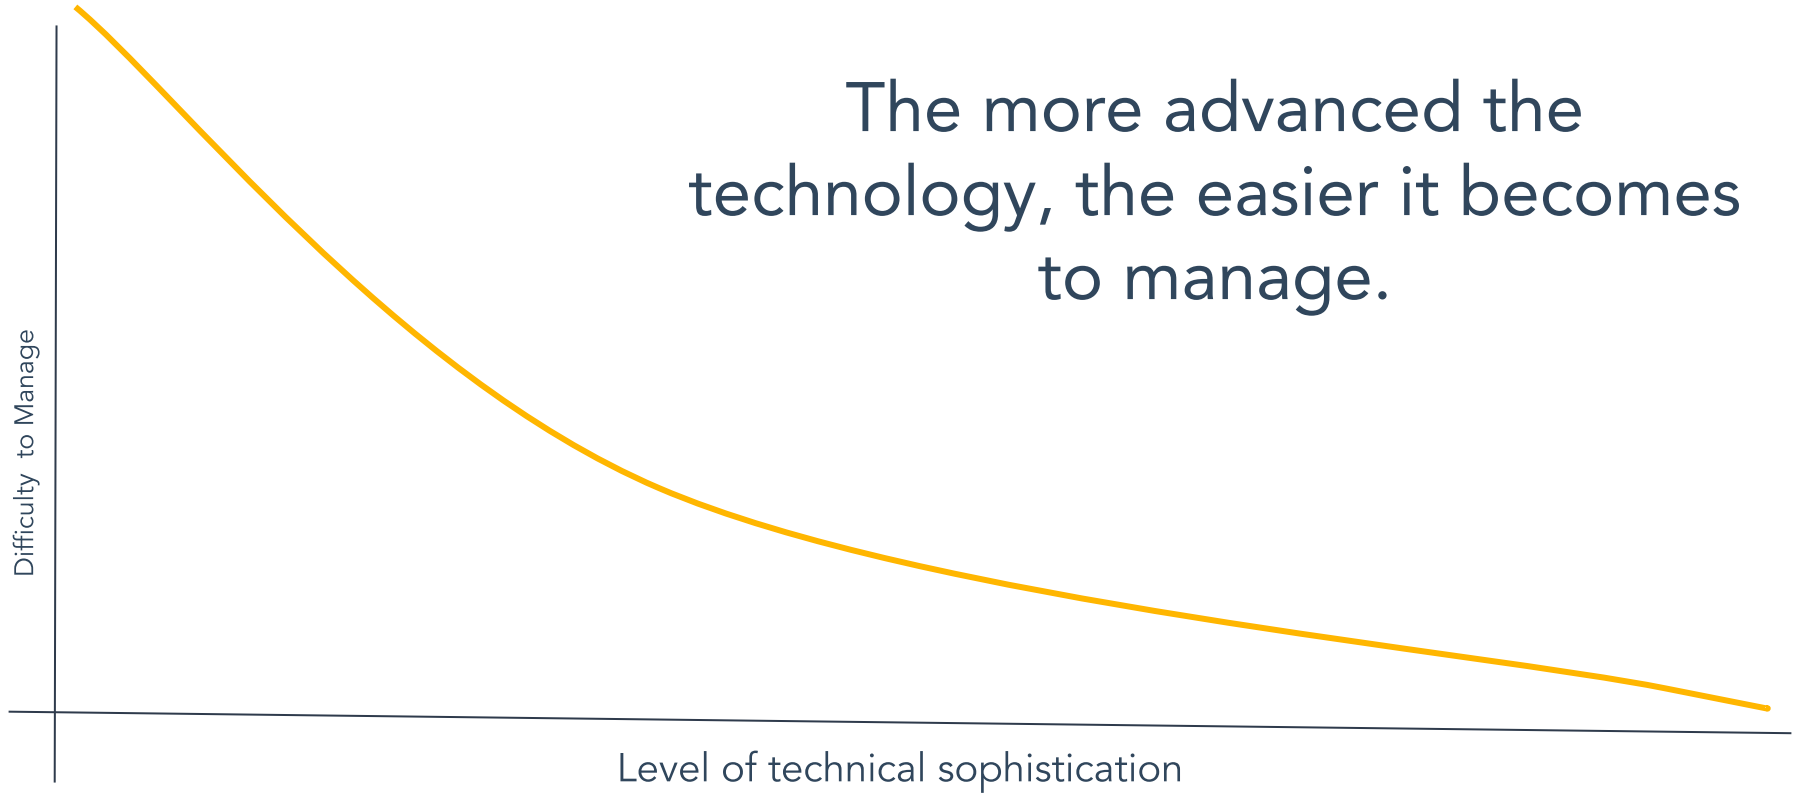 The more advanced the
technology, the easier it becomes
to manage.
Difficulty to Manage
Level of technical sophistication